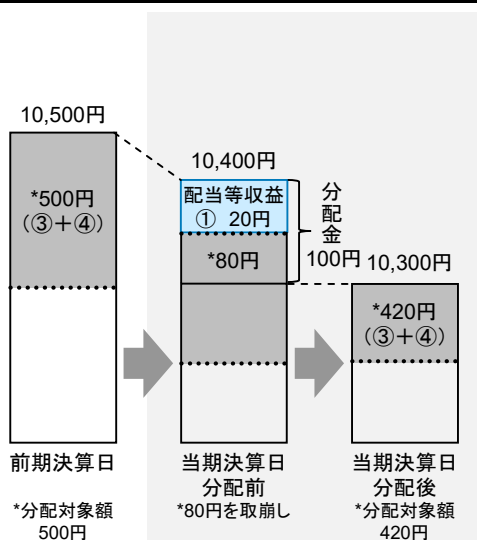 10,500円
*500円
(③+④)
前期決算日
*分配対象額
500円
10,400円
配当等収益
① 20円
*80円
分配金
100円
当期決算日
分配前
*80円を取崩し
10,300円
*420円
(③+④)
当期決算日
分配後
*分配対象額
420円